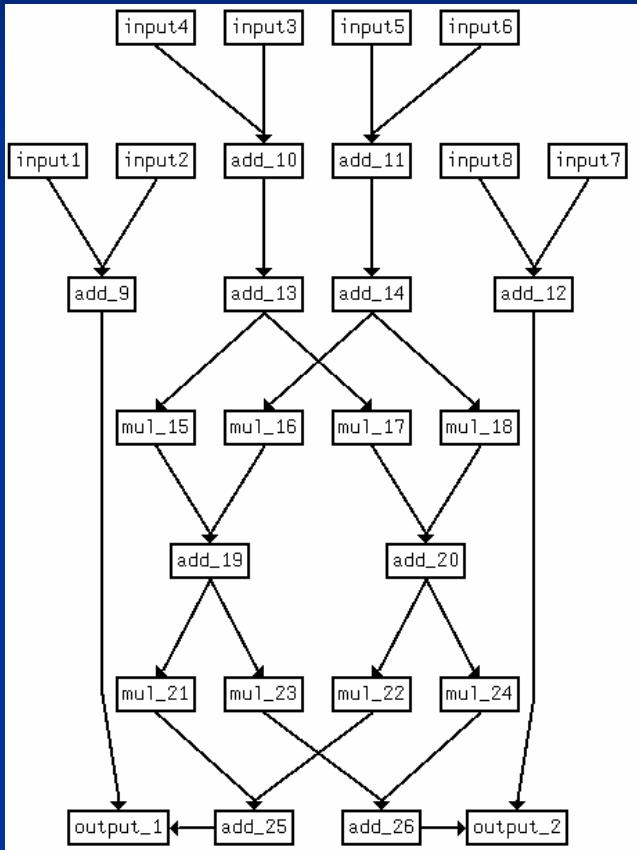 input4 input3 input5 input6
input1 input2 add_10 add_11 input8 input7
add_9 add_13 add_14 add_12
mul_15 mul_16 mul_17 mul_18
add_19 add_20
mul_21 mul_23 mul_22 mul_24
output_1 add_25 add_26 output_2